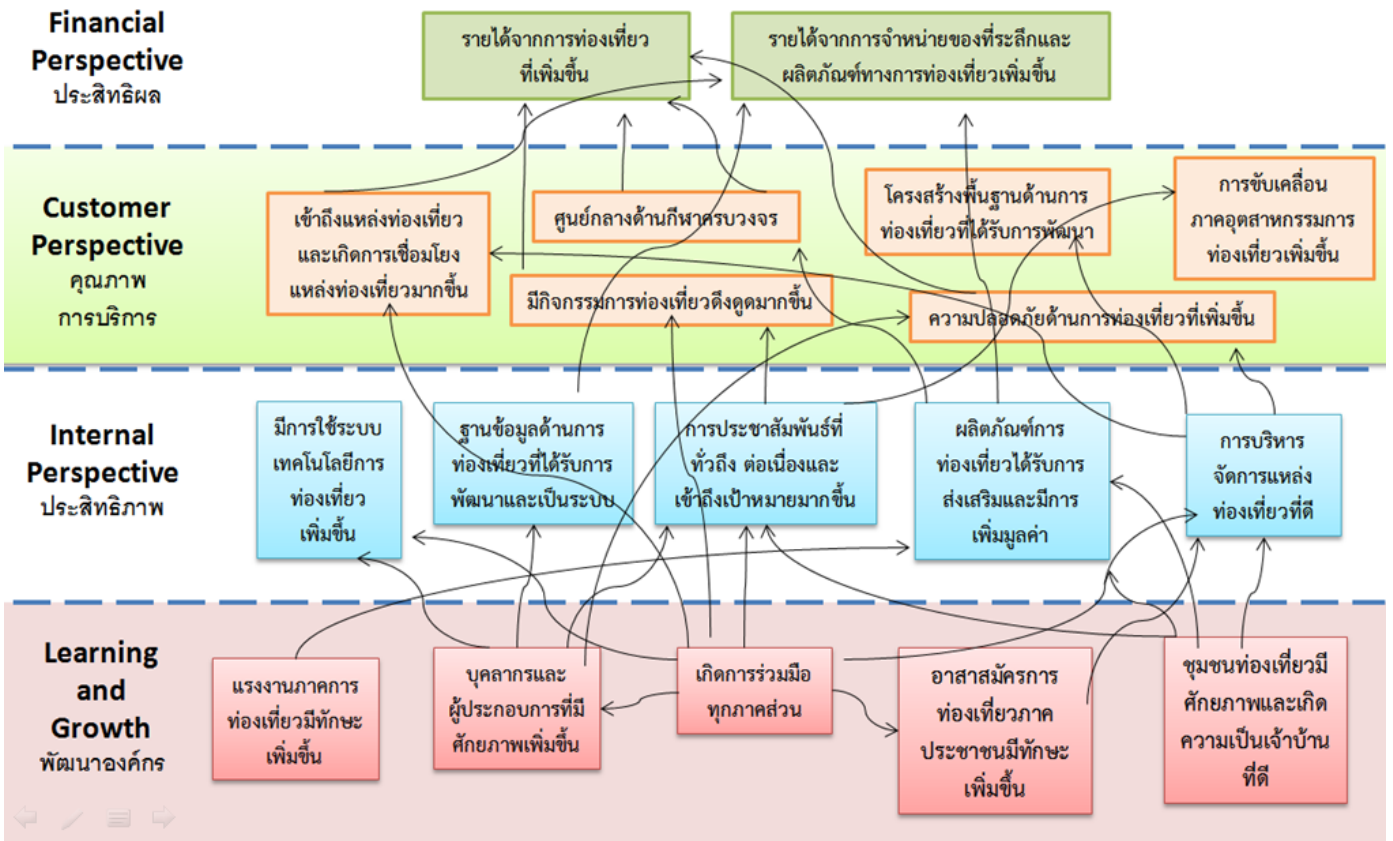 Financial
Perspective
ประสิทธิผล
รายได้จากการท่องเที่ยว
ที่เพิ่มขึ้น
รายได้จากการจำหน่ายของที่ระลึกและ
ผลิตภัณฑ์ทางการท่องเที่ยวเพิ่มขึ้น
Customer
Perspective
คุณภาพ
การบริการ
เข้าถึงแหล่งท่องเที่ยว
และเกิดการเชื่อมโยง
แหล่งท่องเที่ยวมากขึ้น
ศูนย์กลางด้านกีฬาครบวงจร
มีกิจกรรมการท่องเที่ยวดึงดูดมากขึ้น
โครงสร้างพื้นฐานด้านการ
ท่องเที่ยวที่ได้รับการพัฒนา
ความปลอดภัยด้านการท่องเที่ยวที่เพิ่มขึ้น
การขับเคลื่อน
ภาคอุตสาหกรรมการ
ท่องเที่ยวเพิ่มขึ้น
Internal
Perspective
ประสิทธิภาพ
มีการใช้ระบบ
เทคโนโลยีการ
ท่องเที่ยว
เพิ่มขึ้น
ฐานข้อมูลด้านการ
ท่องเที่ยวที่ได้รับการ
พัฒนาและเป็นระบบ
การประชาสัมพันธ์ที่
ทั่วถึง ต่อเนื่องและ
เข้าถึงเป้าหมายมากขึ้น
ผลิตภัณฑ์การ
ท่องเที่ยวได้รับการ
ส่งเสริมและมีการ
เพิ่มมูลค่า
การบริหาร
จัดการแหล่ง
ท่องเที่ยวที่ดี
Learning
and
Growth
พัฒนาองค์กร
แรงงานภาคการ
ท่องเที่ยวมีทักษะ
เพิ่มขึ้น
บุคลากรและ
ผู้ประกอบการที่มี
ศักยภาพเพิ่มขึ้น
เกิดการร่วมมือ
ทุกภาคส่วน
อาสาสมัครการ
ท่องเที่ยวภาค
ประชาชนมีทักษะ
เพิ่มขึ้น
ชุมชนท่องเที่ยวมี
ศักยภาพและเกิด
ความเป็นเจ้าบ้าน
ที่ดี